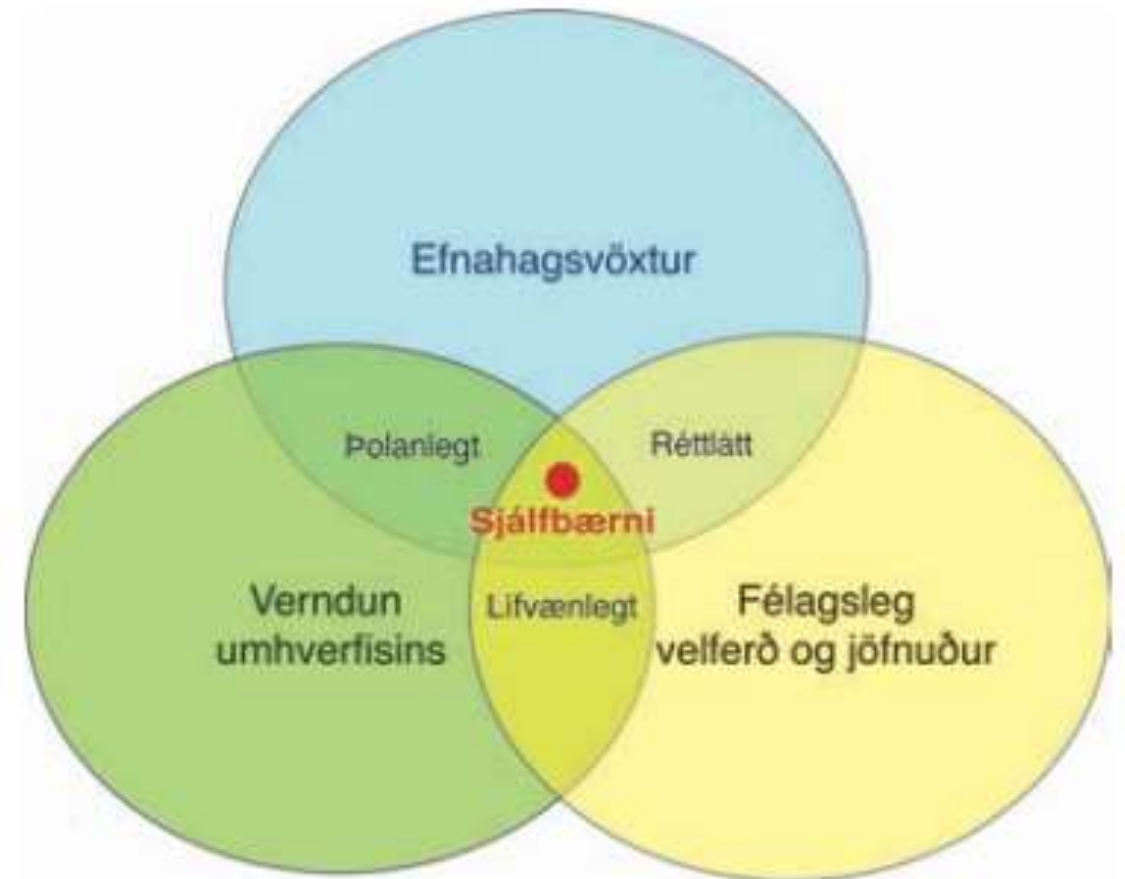 Efnahagsvöxtur
Þolanlegt
Réttlátt
Sjálfbærni
Verndun
umhverfisins
Lífvænlegt
Félagsleg
velferð og jöfnuður